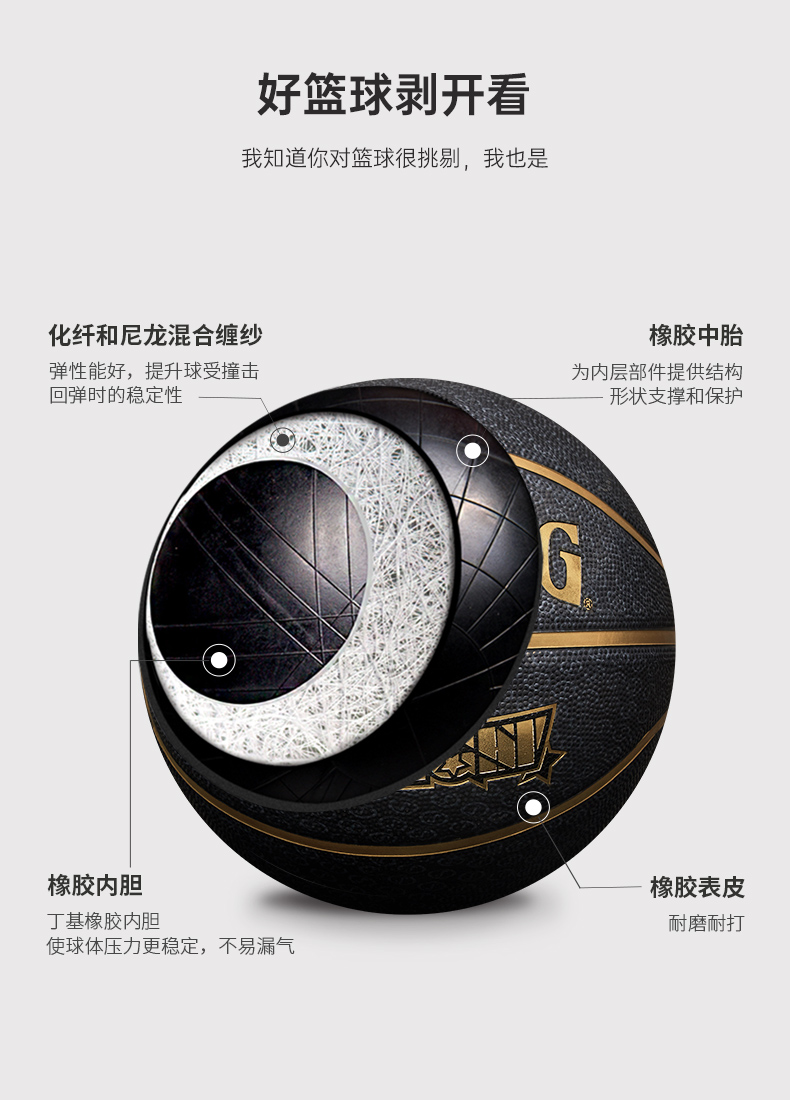 好篮球剥开看
我知道你对篮球很挑剔，我也是
化纤和尼龙混合缠纱
弹性能好，提升球受撞击
回弹时的稳定性
橡胶中胎
为内层部件提供结构
形状支撑和保护
G
橡胶内胆
丁基橡胶内胆
使球体压力更稳定，不易漏气
橡胶表皮
耐磨耐打